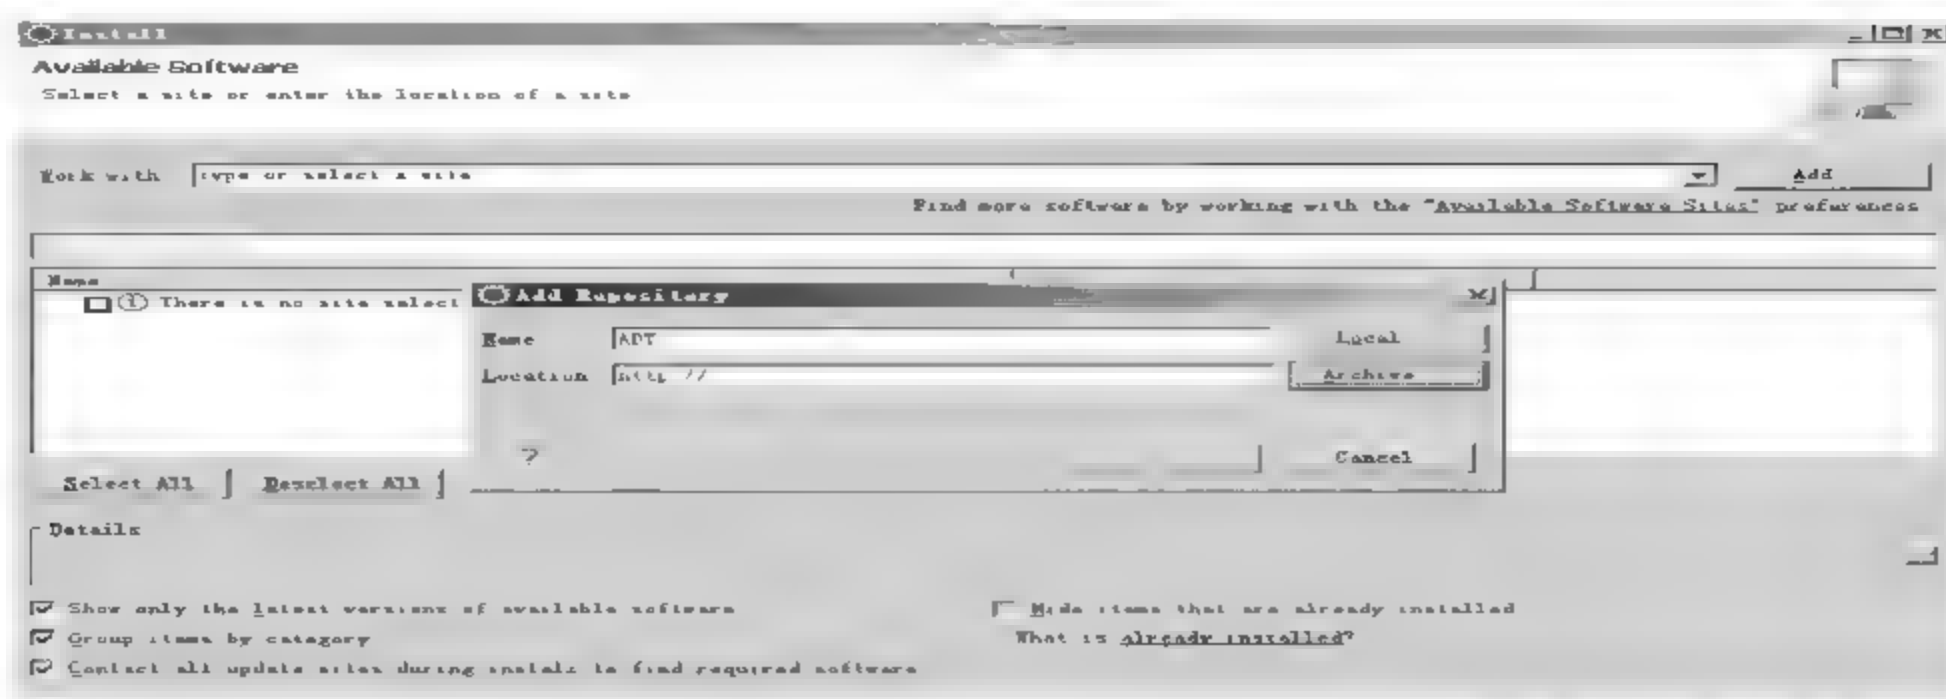 Install
Available Software
Select a site or enter the location of a site
Work with
type or select a site
Add
Find more software by working with the "Available Software Sites" preferences
Name
There is no site select
Add Repository
Name
ADT
Local
Location
http //
Archive
?
Cancel
Select All
Deselect All
Details
Show only the latest versions of available software
Hide items that are already installed
Group items by category
What is already installed?
Contact all update sites during install to find required software